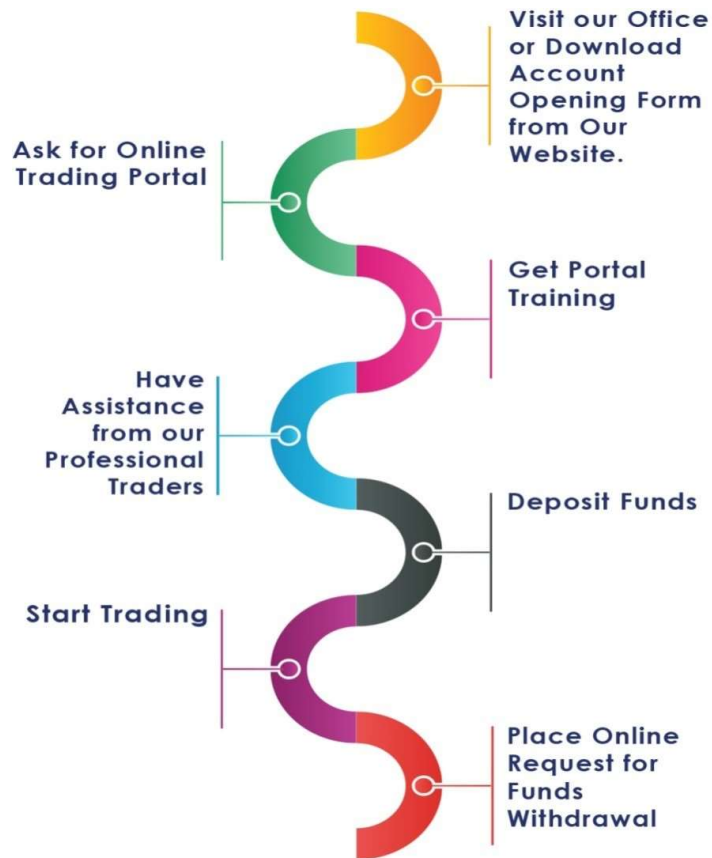 Visit our Office
or Download
Account
Opening Form
from Our
Website.
Ask for Online
Trading Portal
Get Portal
Training
Have
Assistance
from our
Professional
Traders
Deposit Funds
Start Trading
Place Online
Request for
Funds
Withdrawal